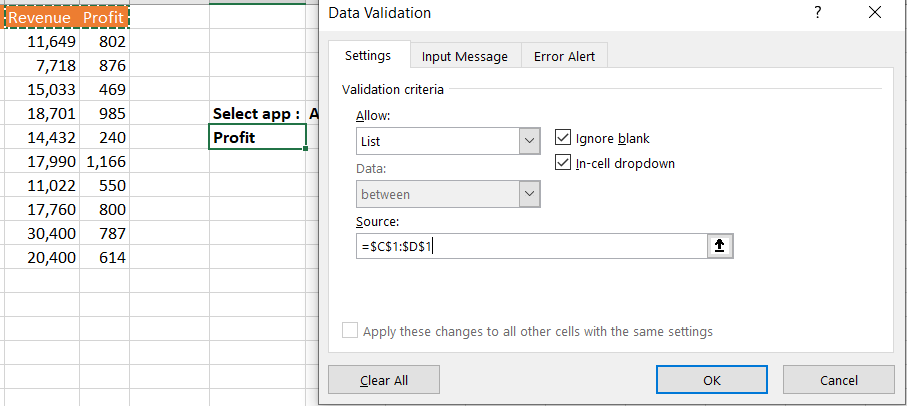 Revenue Profit
11,649 802
7,718 876
15,033 469
18,701 985
14,432 240
17,990 1,166
11,022 550
17,760 800
30,400 787
20,400 614
Select app : A
Profit
Data Validation ? ×
Settings Input Message Error Alert
Validation criteria
Allow:
List
Ignore blank
In-cell dropdown
Data:
between
Source:
=$C$1:$D$1
Apply these changes to all other cells with the same settings
Clear All OK Cancel